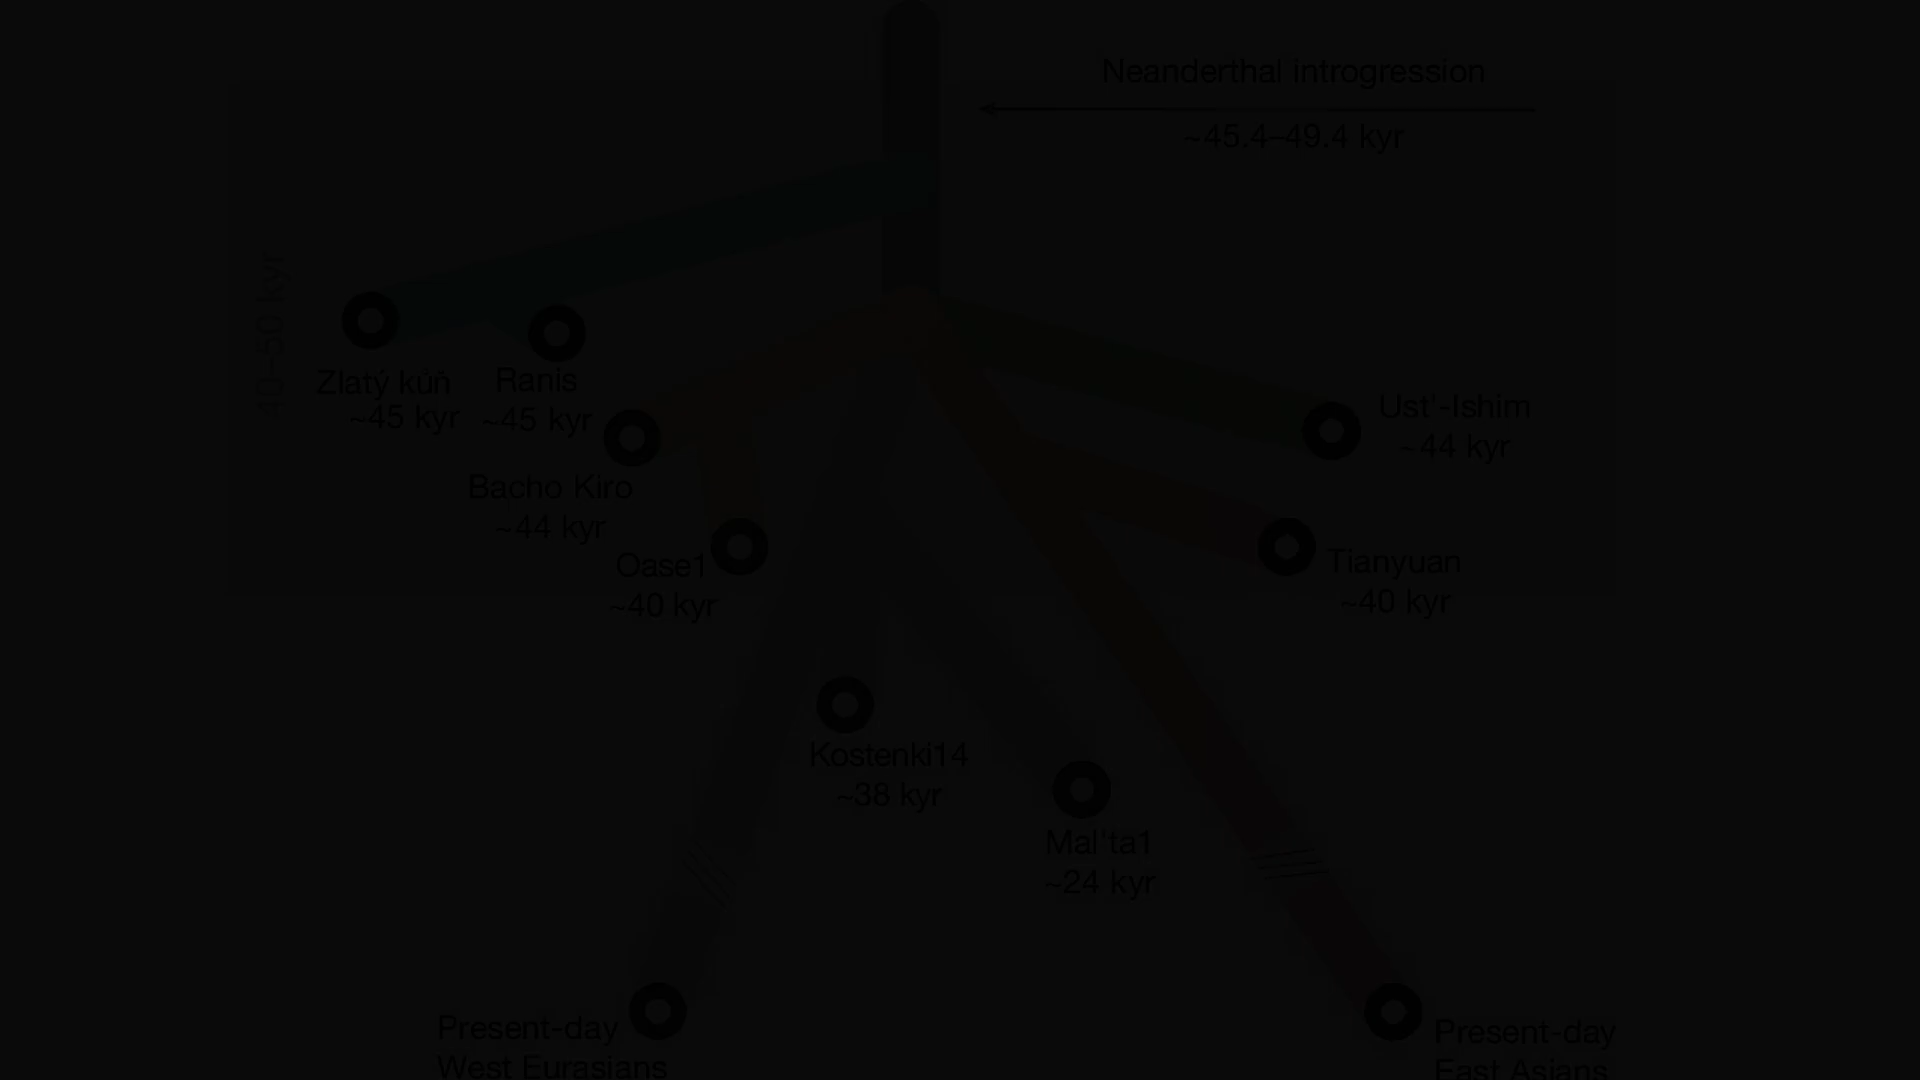 Neanderthal introgression
~45.4–49.4 kyr
40–50 kyr
Zlatý kůň
~45 kyr
Ranis
~45 kyr
Ust'-Ishim
~44 kyr
Bacho Kiro
~44 kyr
Oase1
~40 kyr
Tianyuan
~40 kyr
Kostenki14
~38 kyr
Mal'ta1
~24 kyr
Present-day
West Eurasians
Present-day
East Asians